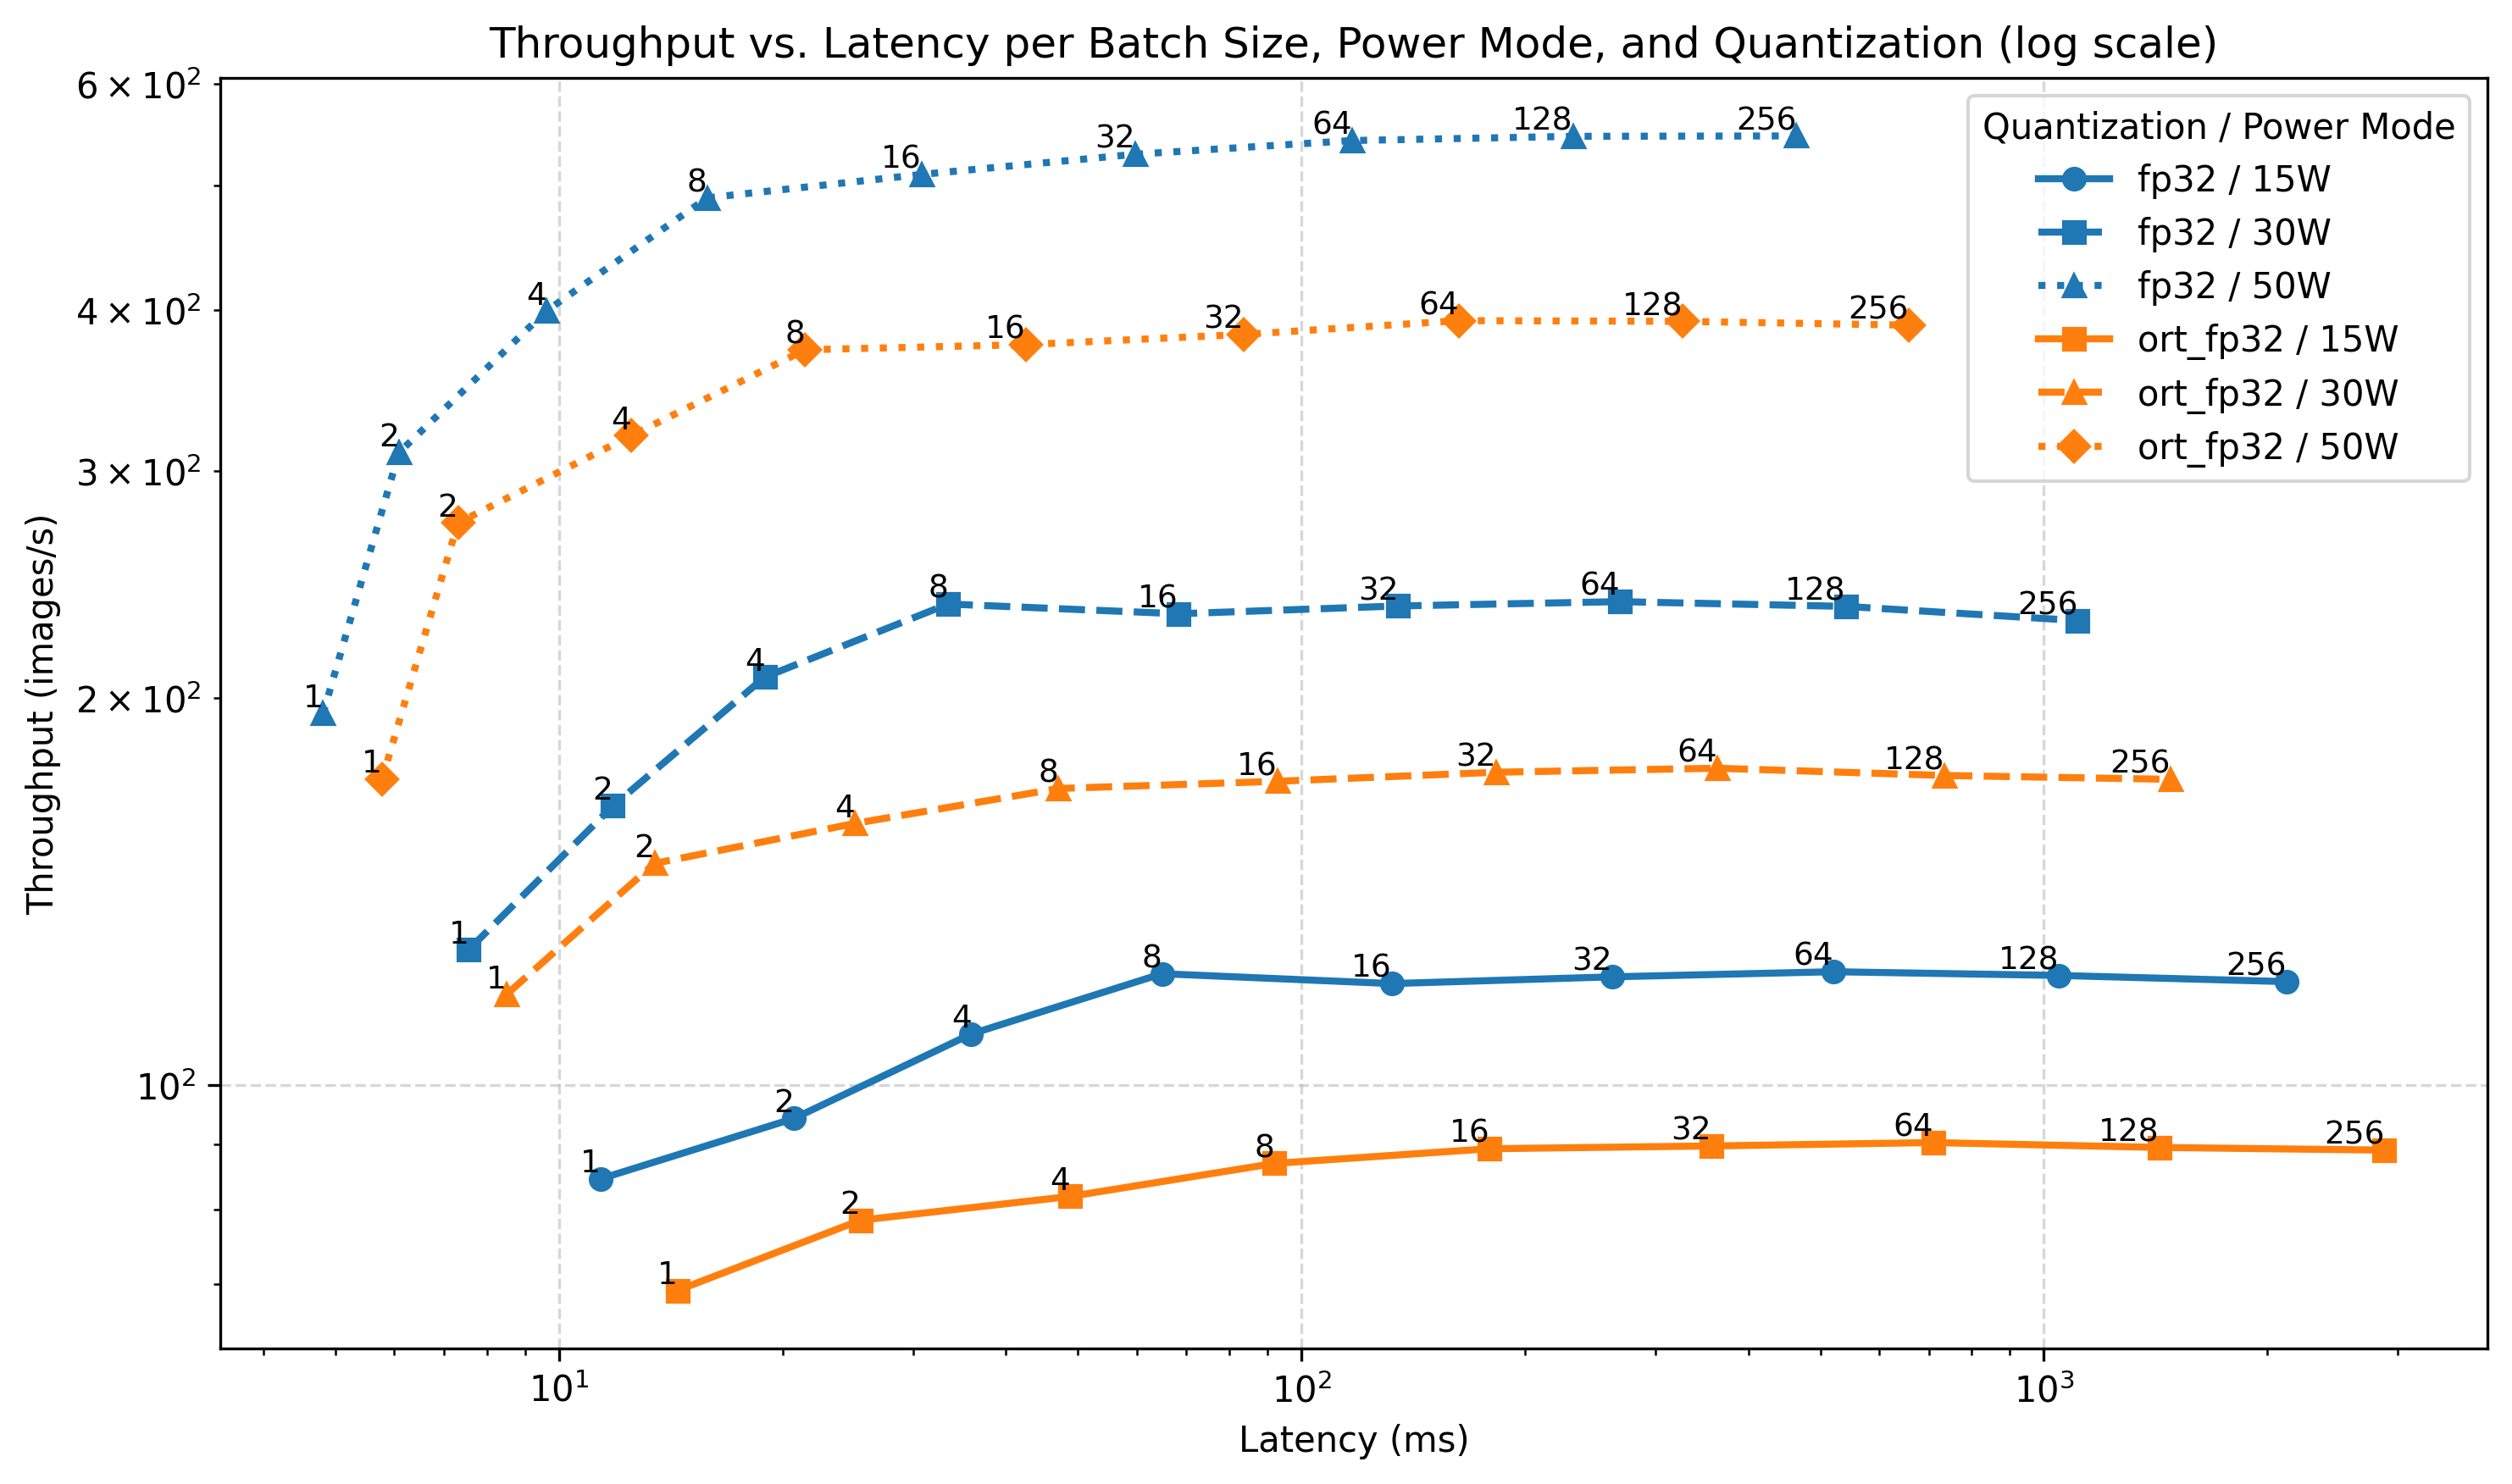 Throughput vs. Latency per Batch Size, Power Mode, and Quantization (log scale)
Throughput (images/s)
6 × 10²
4 × 10²
3 × 10²
2 × 10²
10²
Quantization / Power Mode
fp32 / 15W
fp32 / 30W
fp32 / 50W
ort_fp32 / 15W
ort_fp32 / 30W
ort_fp32 / 50W
1 2 4 8 16 32 64 128 256
1 2 4 8 16 32 64 128 256
1 2 4 8 16 32 64 128 256
1 2 4 8 16 32 64 128 256
1 2 4 8 16 32 64 128 256
1 2 4 8 16 32 64 128 256
10¹ 10² 10³
Latency (ms)